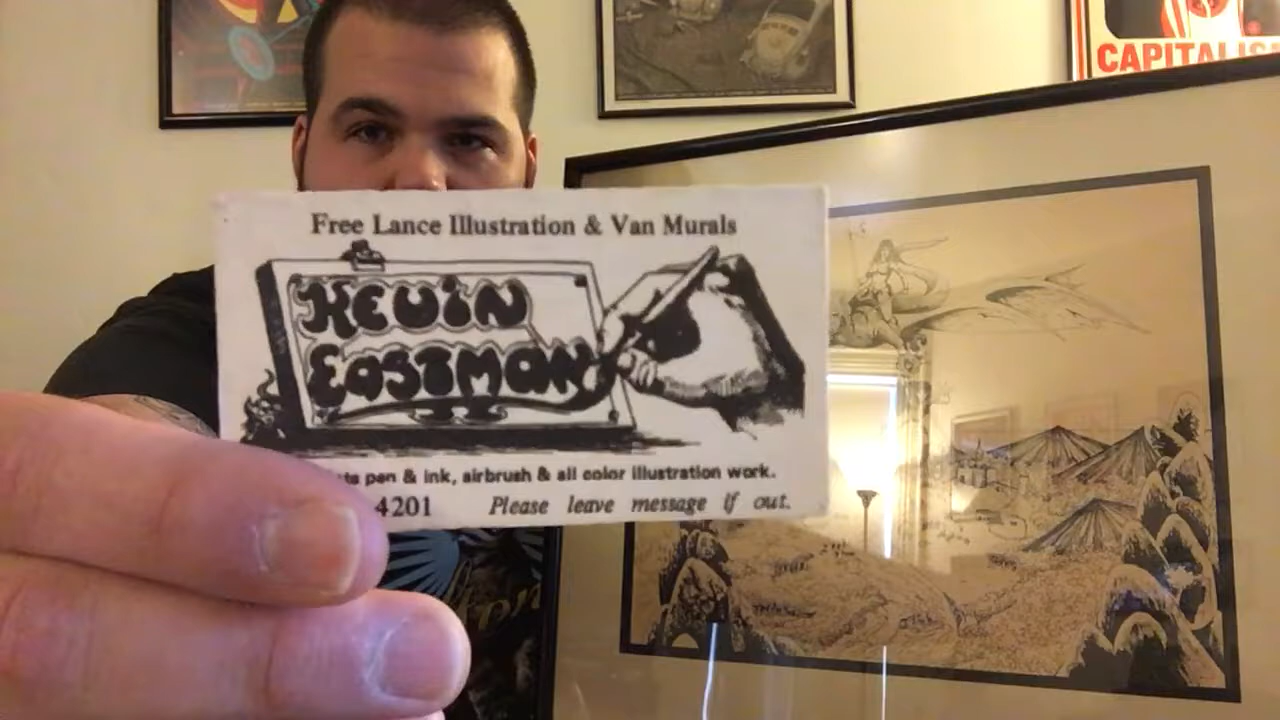 CAPITALIS
Free Lance Illustration & Van Murals
KEVIN
EASTMAN
pen & ink, airbrush & all color illustration work.
4201 Please leave message if out.